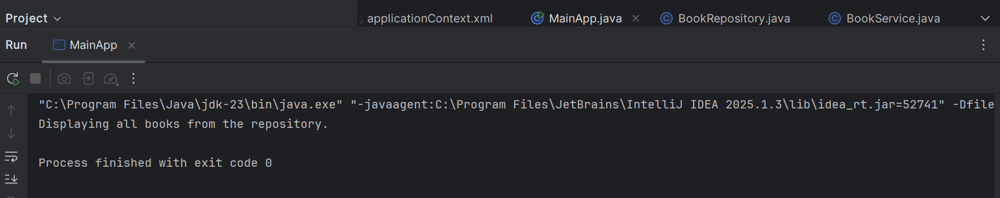 Project
applicationContext.xml
MainApp.java
BookRepository.java
BookService.java
Run
MainApp
"C:\Program Files\Java\jdk-23\bin\java.exe" "-javaagent:C:\Program Files\JetBrains\IntelliJ IDEA 2025.1.3\lib\idea_rt.jar=52741" -Dfile
Displaying all books from the repository.
Process finished with exit code 0